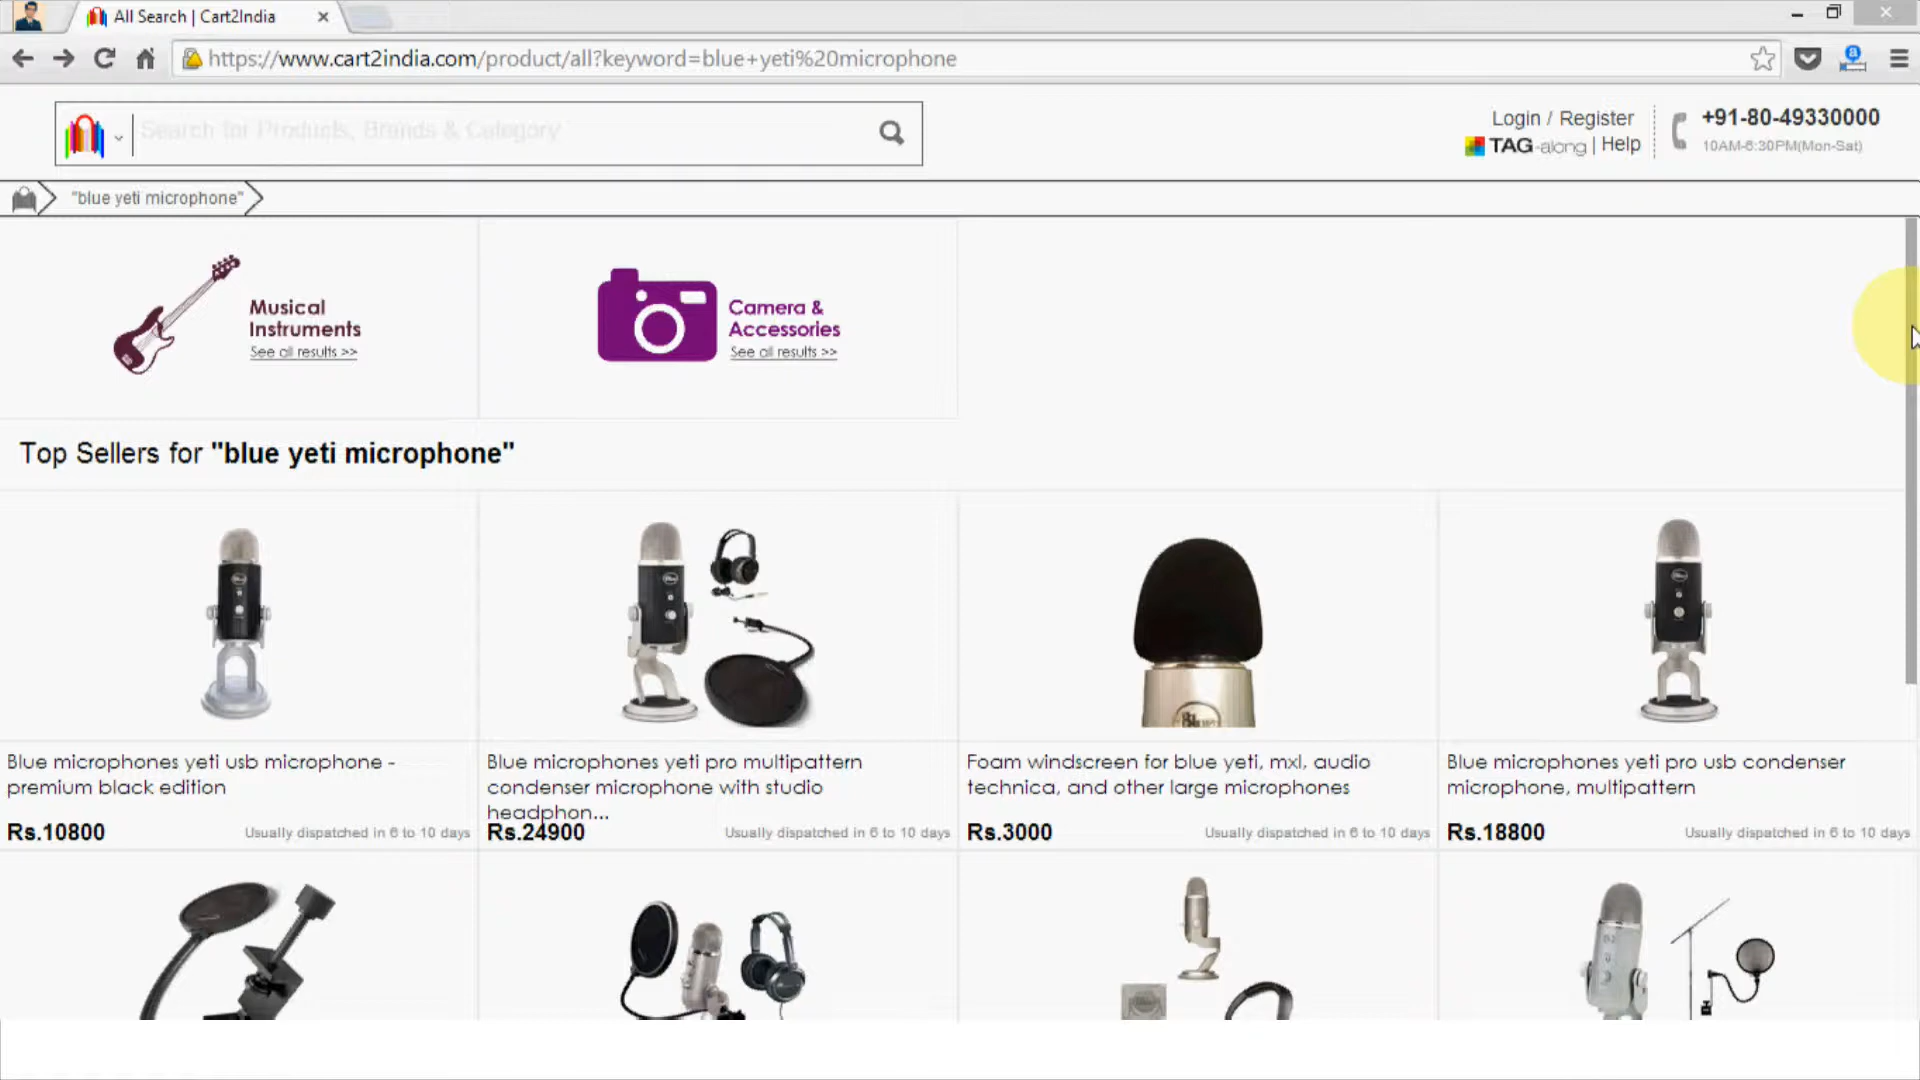 All Search | Cart2India
https://www.cart2india.com/product/all?keyword=blue+yeti%20microphone
Search for Products, Brands & Category
Login / Register
+91-80-49330000
TAG-along | Help
10AM-6:30PM(Mon-Sat)
"blue yeti microphone"
Musical
Instruments
See all results >>
Camera &
Accessories
See all results >>
Top Sellers for "blue yeti microphone"
Blue microphones yeti usb microphone -
premium black edition
Rs.10800
Usually dispatched in 6 to 10 days
Blue microphones yeti pro multipattern
condenser microphone with studio
headphon...
Rs.24900
Usually dispatched in 6 to 10 days
Foam windscreen for blue yeti, mxl, audio
technica, and other large microphones
Rs.3000
Usually dispatched in 6 to 10 days
Blue microphones yeti pro usb condenser
microphone, multipattern
Rs.18800
Usually dispatched in 6 to 10 days